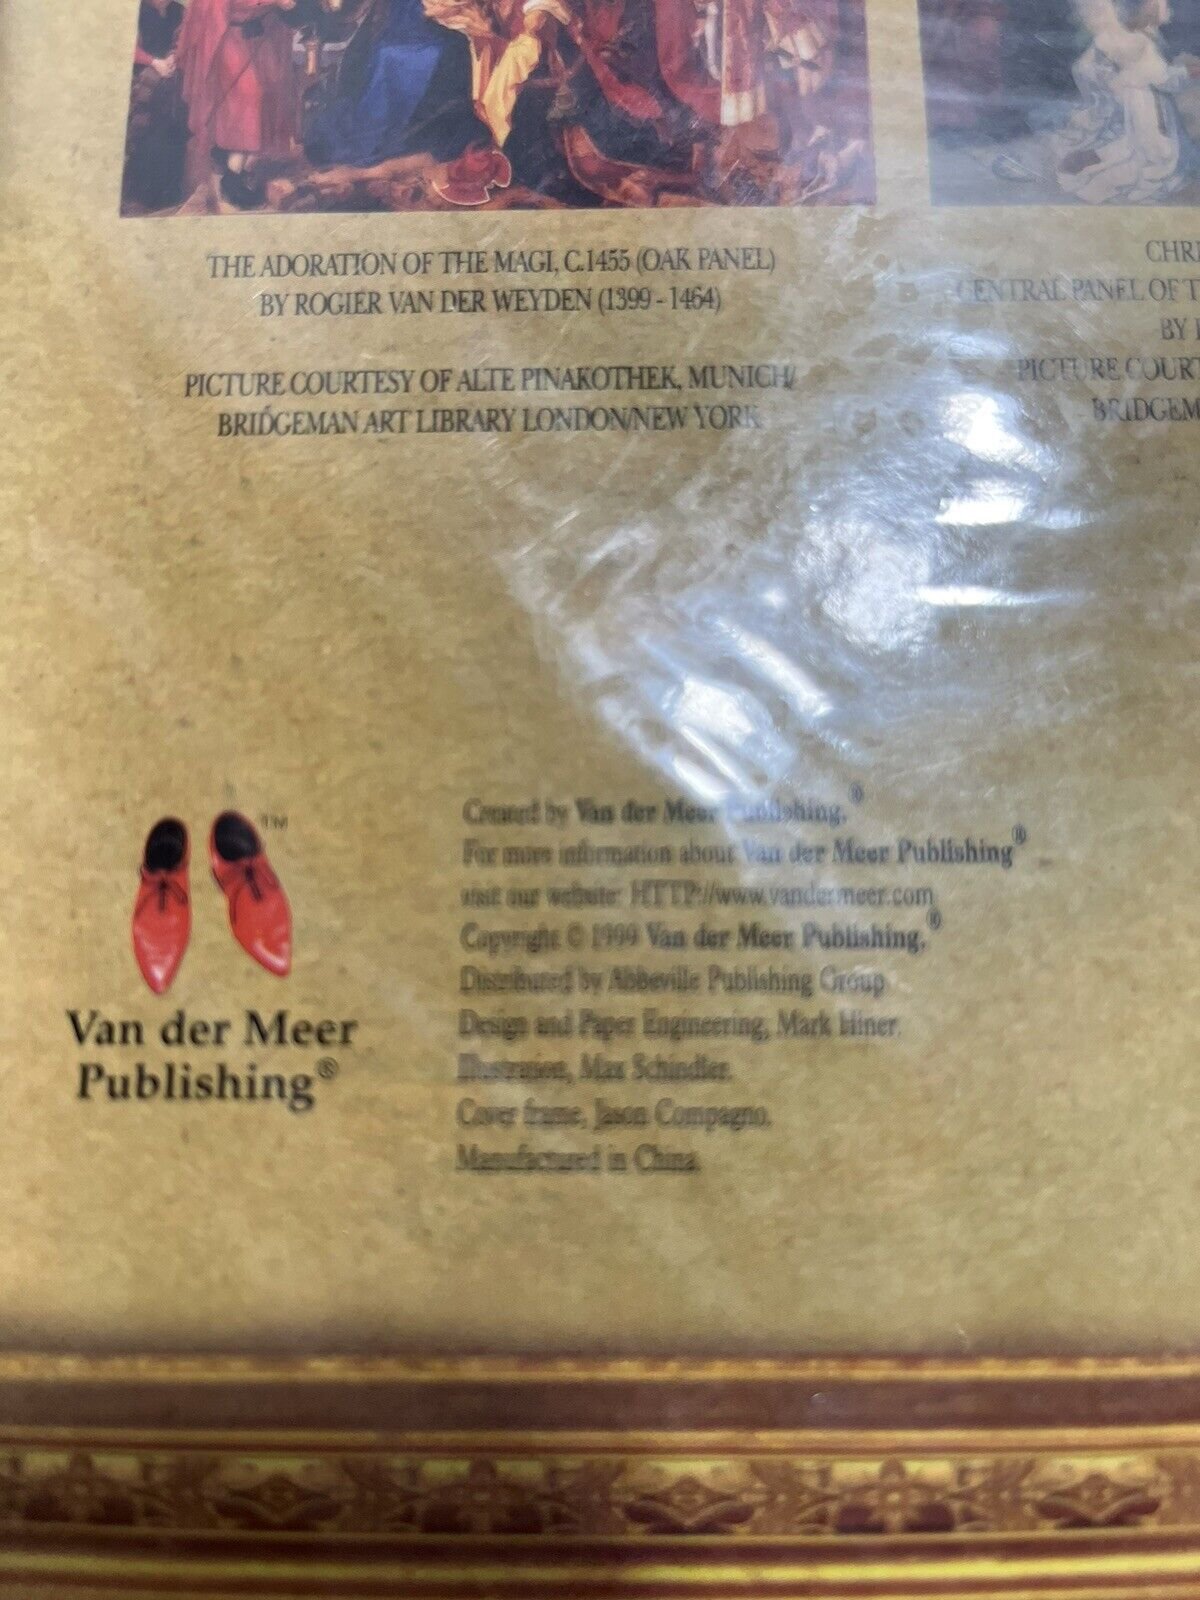 THE ADORATION OF THE MAGI, C.1455 (OAK PANEL)
BY ROGIER VAN DER WEYDEN (1399 - 1464)
PICTURE COURTESY OF ALTE PINAKOTHEK, MUNICH/
BRIDGEMAN ART LIBRARY LONDON/NEW YORK
CENTRAL PANEL OF
BY
PICTURE
TM
Van der Meer
Publishing®
Created by Van der Meer Publishing.®
For more information about Van der Meer Publishing®
visit our website: HTTP://www.vandermeer.com
Copyright © 1999 Van der Meer Publishing.®
Distributed by Abbeville Publishing Group
Design and Paper Engineering, Mark Hiner.
Illustration, Max Schindler.
Cover frame, Jason Compagno.
Manufactured in China.